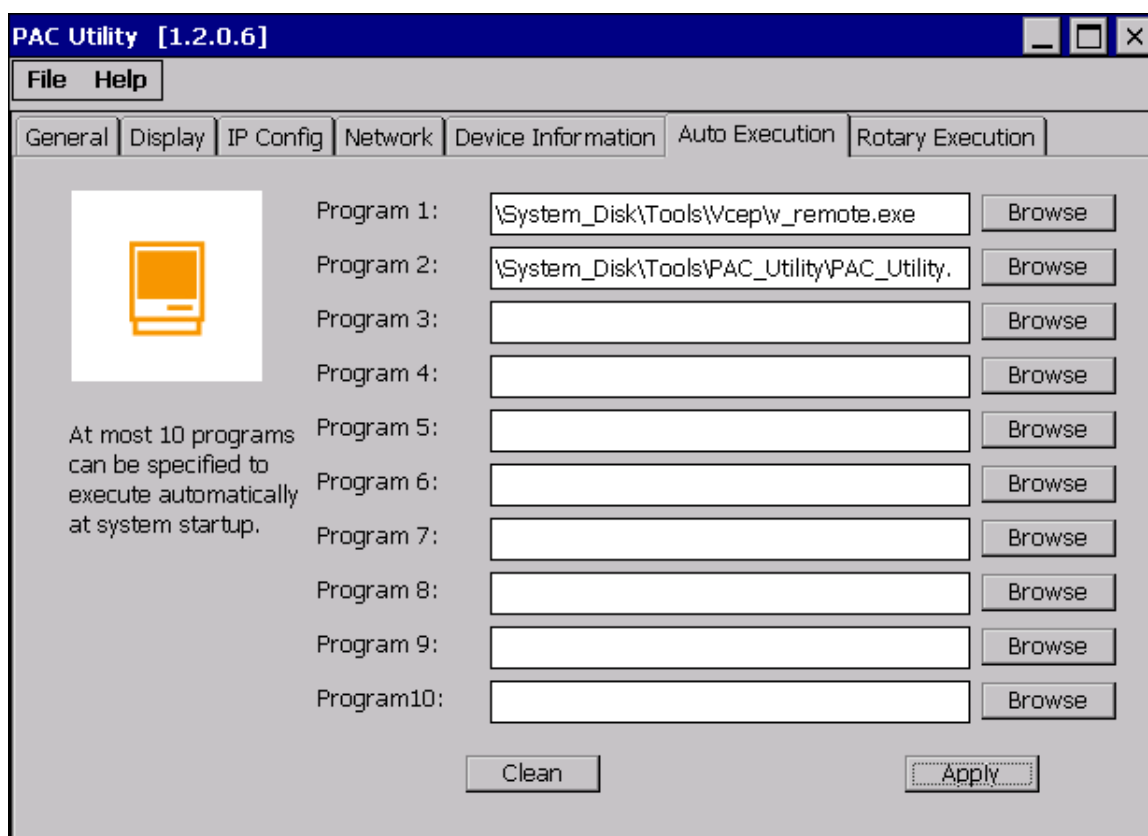 PAC Utility [1.2.0.6]
File Help
General Display IP Config Network Device Information Auto Execution Rotary Execution
Program 1: \System_Disk\Tools\Vcep\v_remote.exe Browse
Program 2: \System_Disk\Tools\PAC_Utility\PAC_Utility. Browse
Program 3: Browse
Program 4: Browse
Program 5: Browse
Program 6: Browse
Program 7: Browse
Program 8: Browse
Program 9: Browse
Program10: Browse
At most 10 programs
can be specified to
execute automatically
at system startup.
Clean Apply